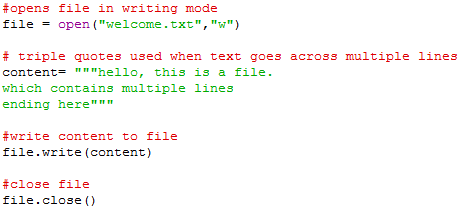 #opens file in writing mode
file = open("welcome.txt","w")
# triple quotes used when text goes across multiple lines
content= """hello, this is a file.
which contains multiple lines
ending here"""
#write content to file
file.write(content)
#close file
file.close()